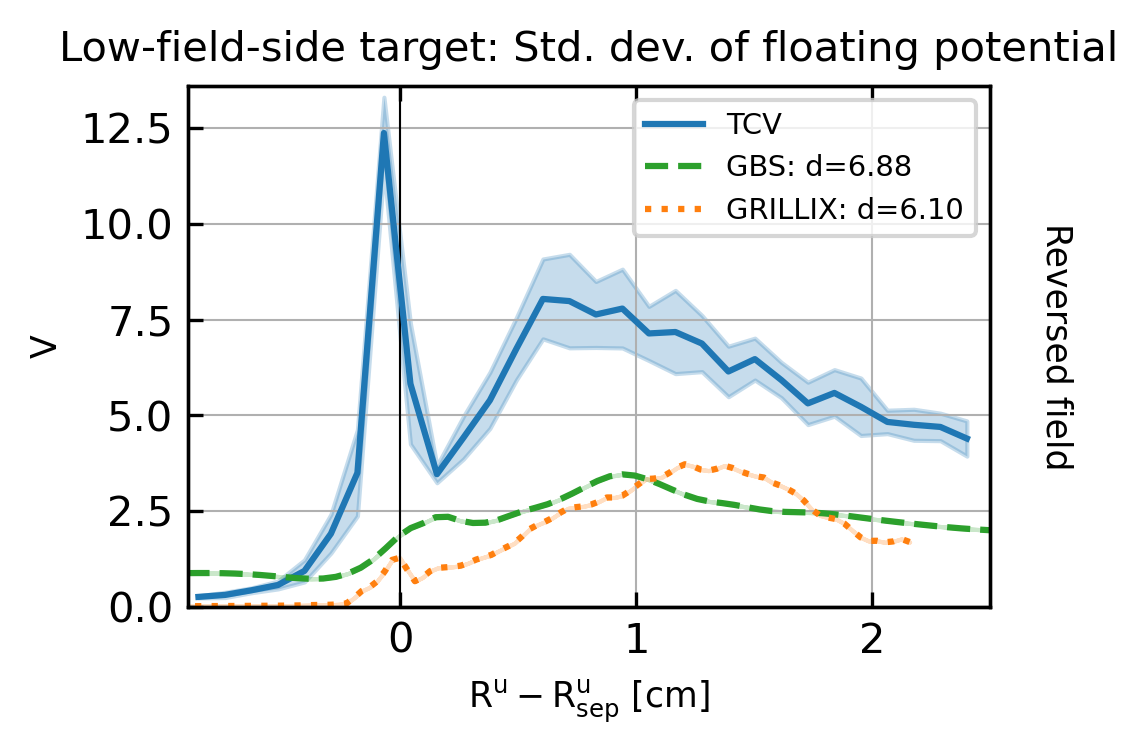 Low-field-side target: Std. dev. of floating potential
12.5
10.0
7.5
5.0
2.5
0.0
V
TCV
GBS: d=6.88
GRILLIX: d=6.10
Reversed field
0 1 2
R^u − R^u_sep [cm]